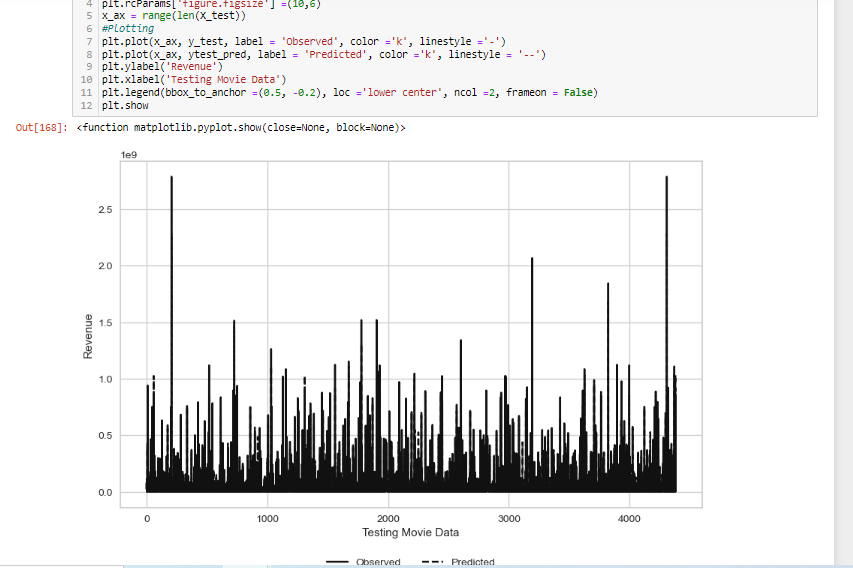 4 plt.rcParams['figure.figsize'] =(10,6)
5 x_ax = range(len(X_test))
6 #Plotting
7 plt.plot(x_ax, y_test, label = 'Observed', color ='k', linestyle ='-')
8 plt.plot(x_ax, ytest_pred, label = 'Predicted', color ='k', linestyle = '--')
9 plt.ylabel('Revenue')
10 plt.xlabel('Testing Movie Data')
11 plt.legend(bbox_to_anchor =(0.5, -0.2), loc ='lower center', ncol =2, frameon = False)
12 plt.show
Out[168]: <function matplotlib.pyplot.show(close=None, block=None)>
1e9
2.5
2.0
1.5
Revenue
1.0
0.5
0.0
0 1000 2000 3000 4000
Testing Movie Data
Observed Predicted